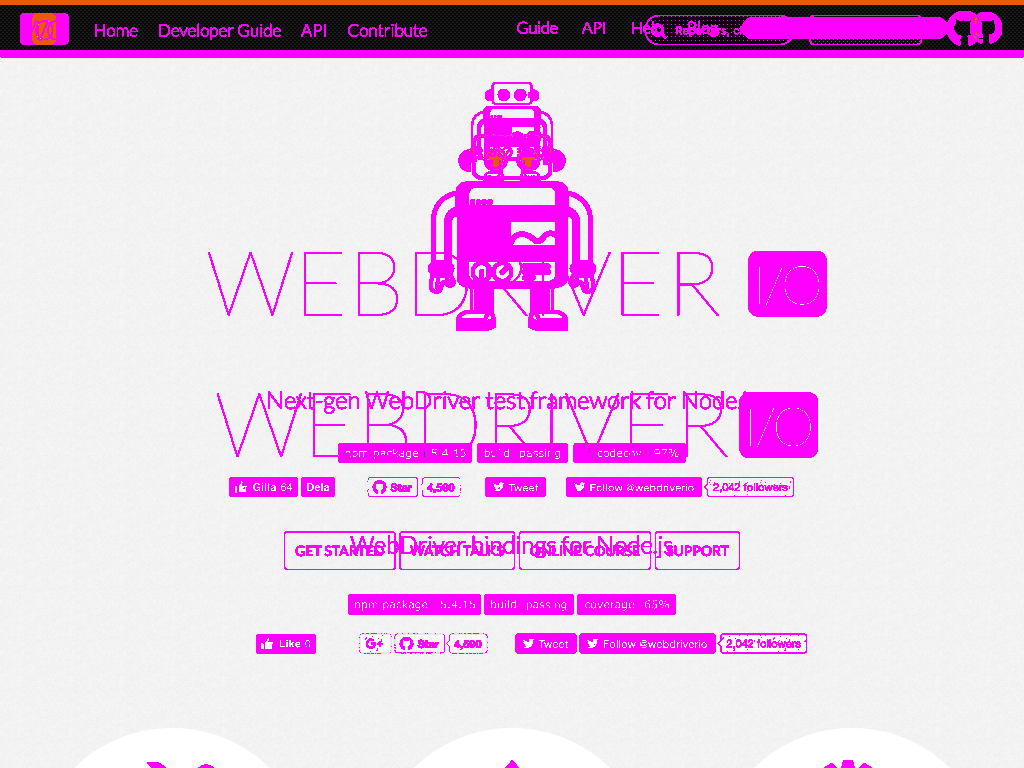 Home Developer Guide API Contribute Guide API Help Blog
WEBDRIVER I/O
Next-gen WebDriver test framework for Node.js
WEBDRIVER I/O
npm package 5.4.15 build passing codecov 97%
Gilla 64 Dela Star 4,590 Tweet Follow @webdriverio 2,042 followers
GET STARTED WATCH TALKS ONLINE COURSE SUPPORT
WebDriver bindings for Node.js
npm package 5.4.15 build passing coverage 65%
Like 0 G+ Star 4,590 Tweet Follow @webdriverio 2,042 followers